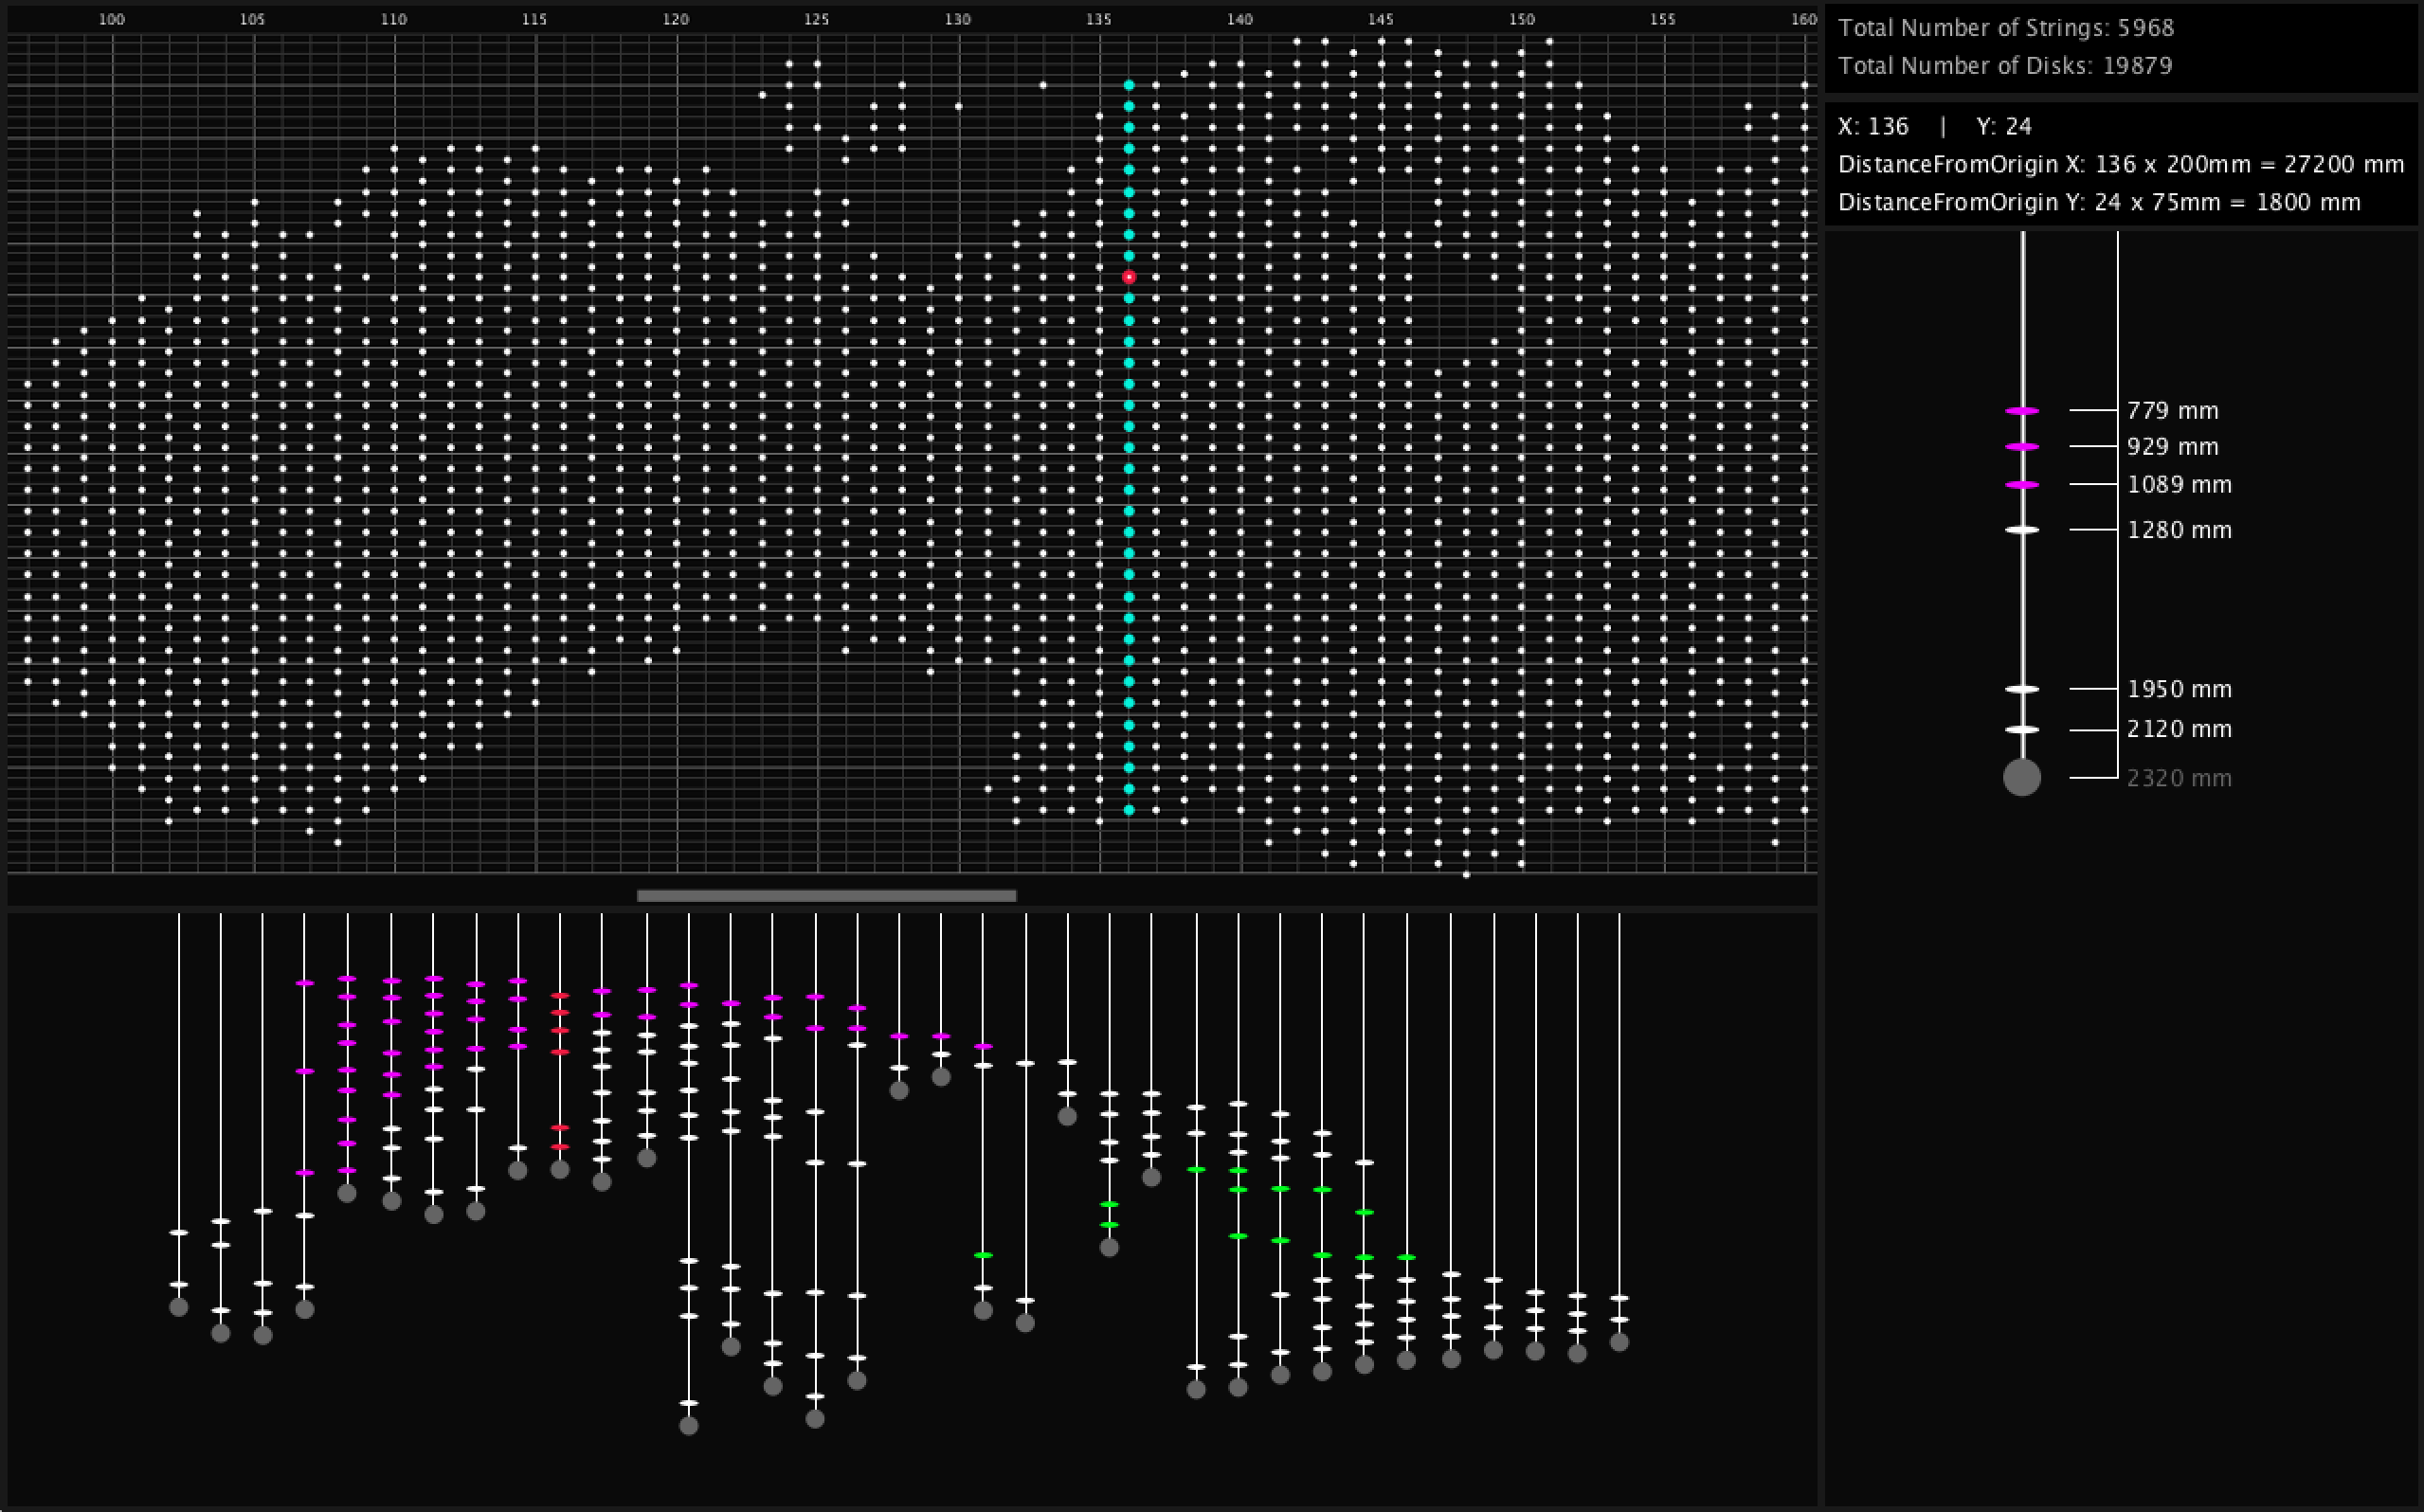 100 105 110 115 120 125 130 135 140 145 150 155 160
Total Number of Strings: 5968
Total Number of Disks: 19879
X: 136 | Y: 24
DistanceFromOrigin X: 136 x 200mm = 27200 mm
DistanceFromOrigin Y: 24 x 75mm = 1800 mm
779 mm
929 mm
1089 mm
1280 mm
1950 mm
2120 mm
2320 mm